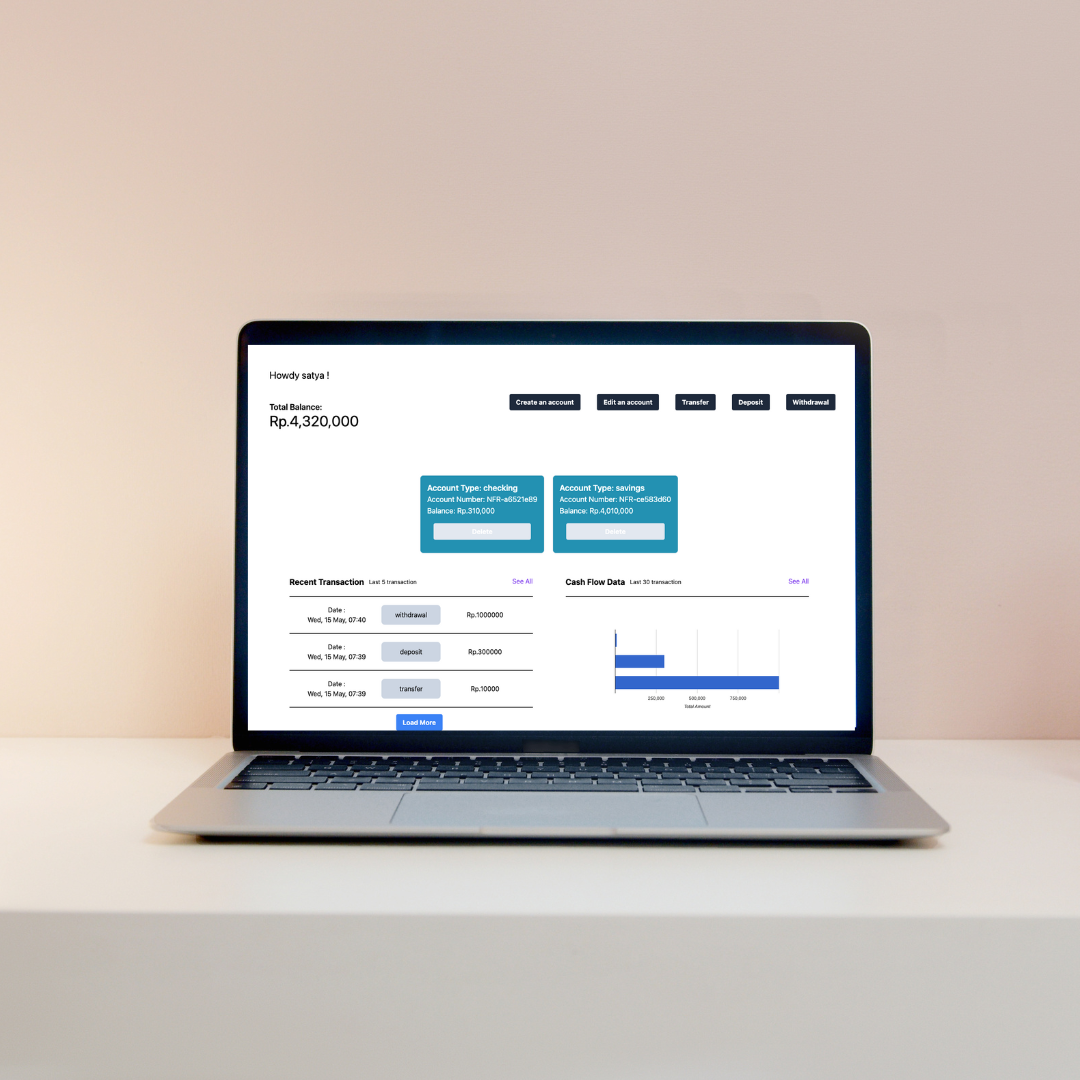 Howdy satya !
Total Balance:
Rp.4,320,000
Create an account
Edit an account
Transfer
Deposit
Withdrawal
Account Type: checking
Account Number: NFR-a6521e89
Balance: Rp.310,000
Delete
Account Type: savings
Account Number: NFR-ce583d60
Balance: Rp.4,010,000
Delete
Recent Transaction Last 5 transaction See All
Date :
Wed, 15 May, 07:40
withdrawal
Rp.1000000
Date :
Wed, 15 May, 07:39
deposit
Rp.300000
Date :
Wed, 15 May, 07:39
transfer
Rp.10000
Load More
Cash Flow Data Last 30 transaction See All
250,000 500,000 750,000
Total Amount